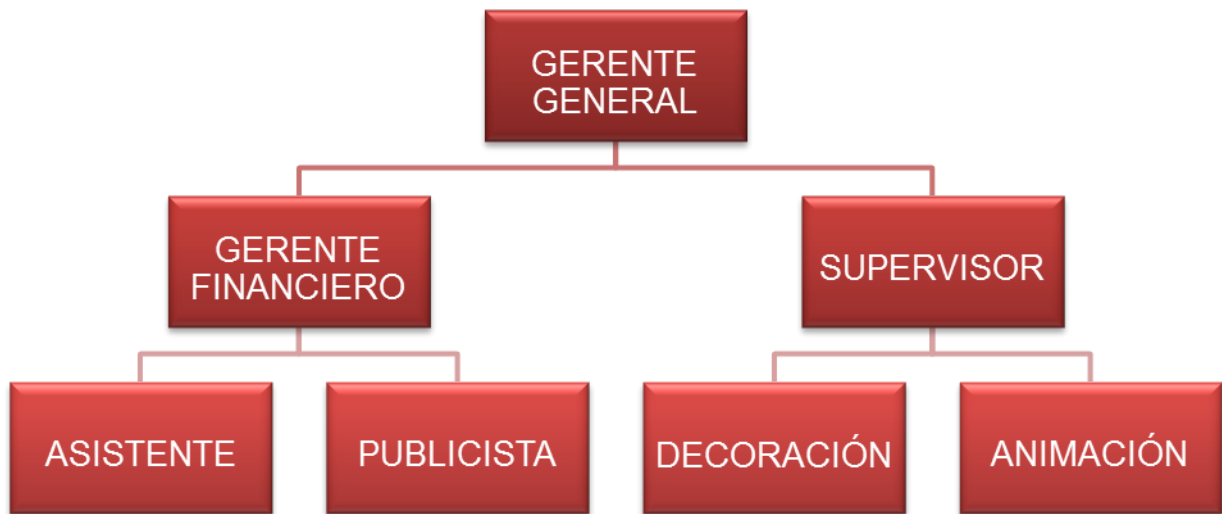 GERENTE
GENERAL
GERENTE
FINANCIERO
SUPERVISOR
ASISTENTE
PUBLICISTA
DECORACIÓN
ANIMACIÓN